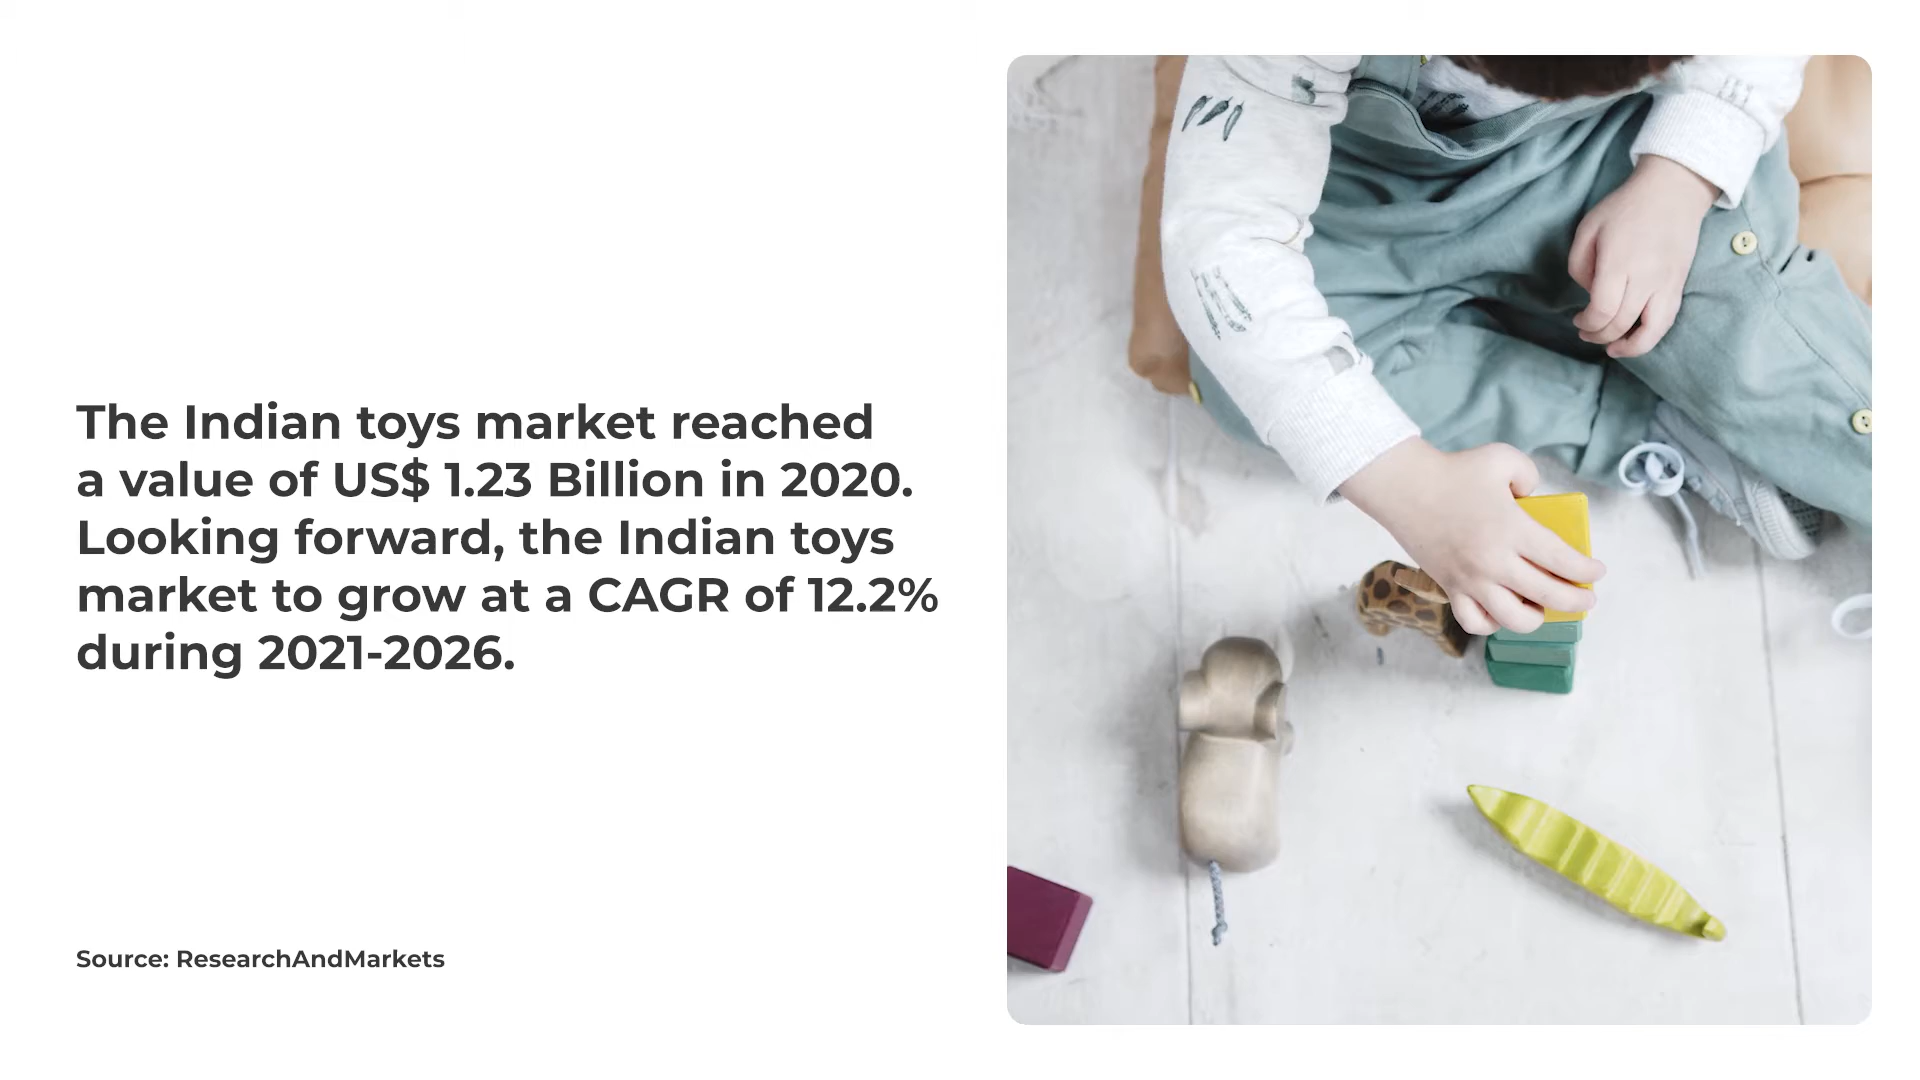 The Indian toys market reached
a value of US$ 1.23 Billion in 2020.
Looking forward, the Indian toys
market to grow at a CAGR of 12.2%
during 2021-2026.
Source: ResearchAndMarkets